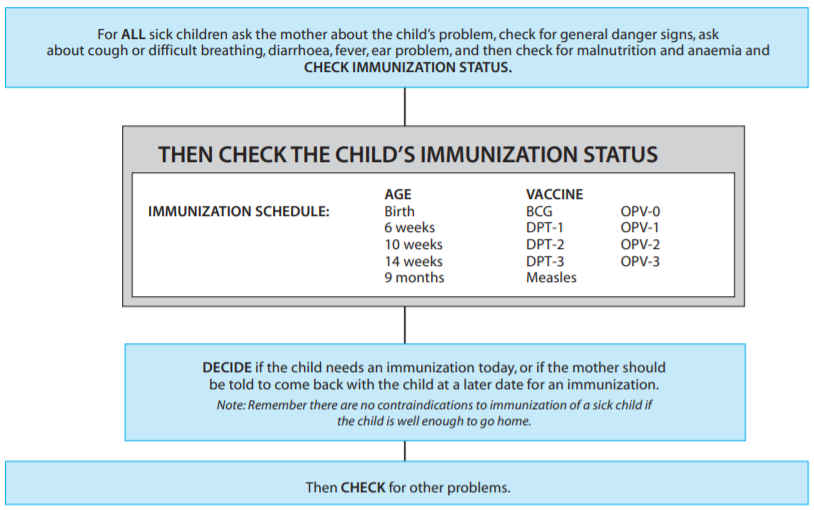 For ALL sick children ask the mother about the child's problem, check for general danger signs, ask
about cough or difficult breathing, diarrhoea, fever, ear problem, and then check for malnutrition and anaemia and
CHECK IMMUNIZATION STATUS.
THEN CHECK THE CHILD'S IMMUNIZATION STATUS
AGE VACCINE
IMMUNIZATION SCHEDULE: Birth BCG OPV-0
6 weeks DPT-1 OPV-1
10 weeks DPT-2 OPV-2
14 weeks DPT-3 OPV-3
9 months Measles
DECIDE if the child needs an immunization today, or if the mother should
be told to come back with the child at a later date for an immunization.
Note: Remember there are no contraindications to immunization of a sick child if
the child is well enough to go home.
Then CHECK for other problems.